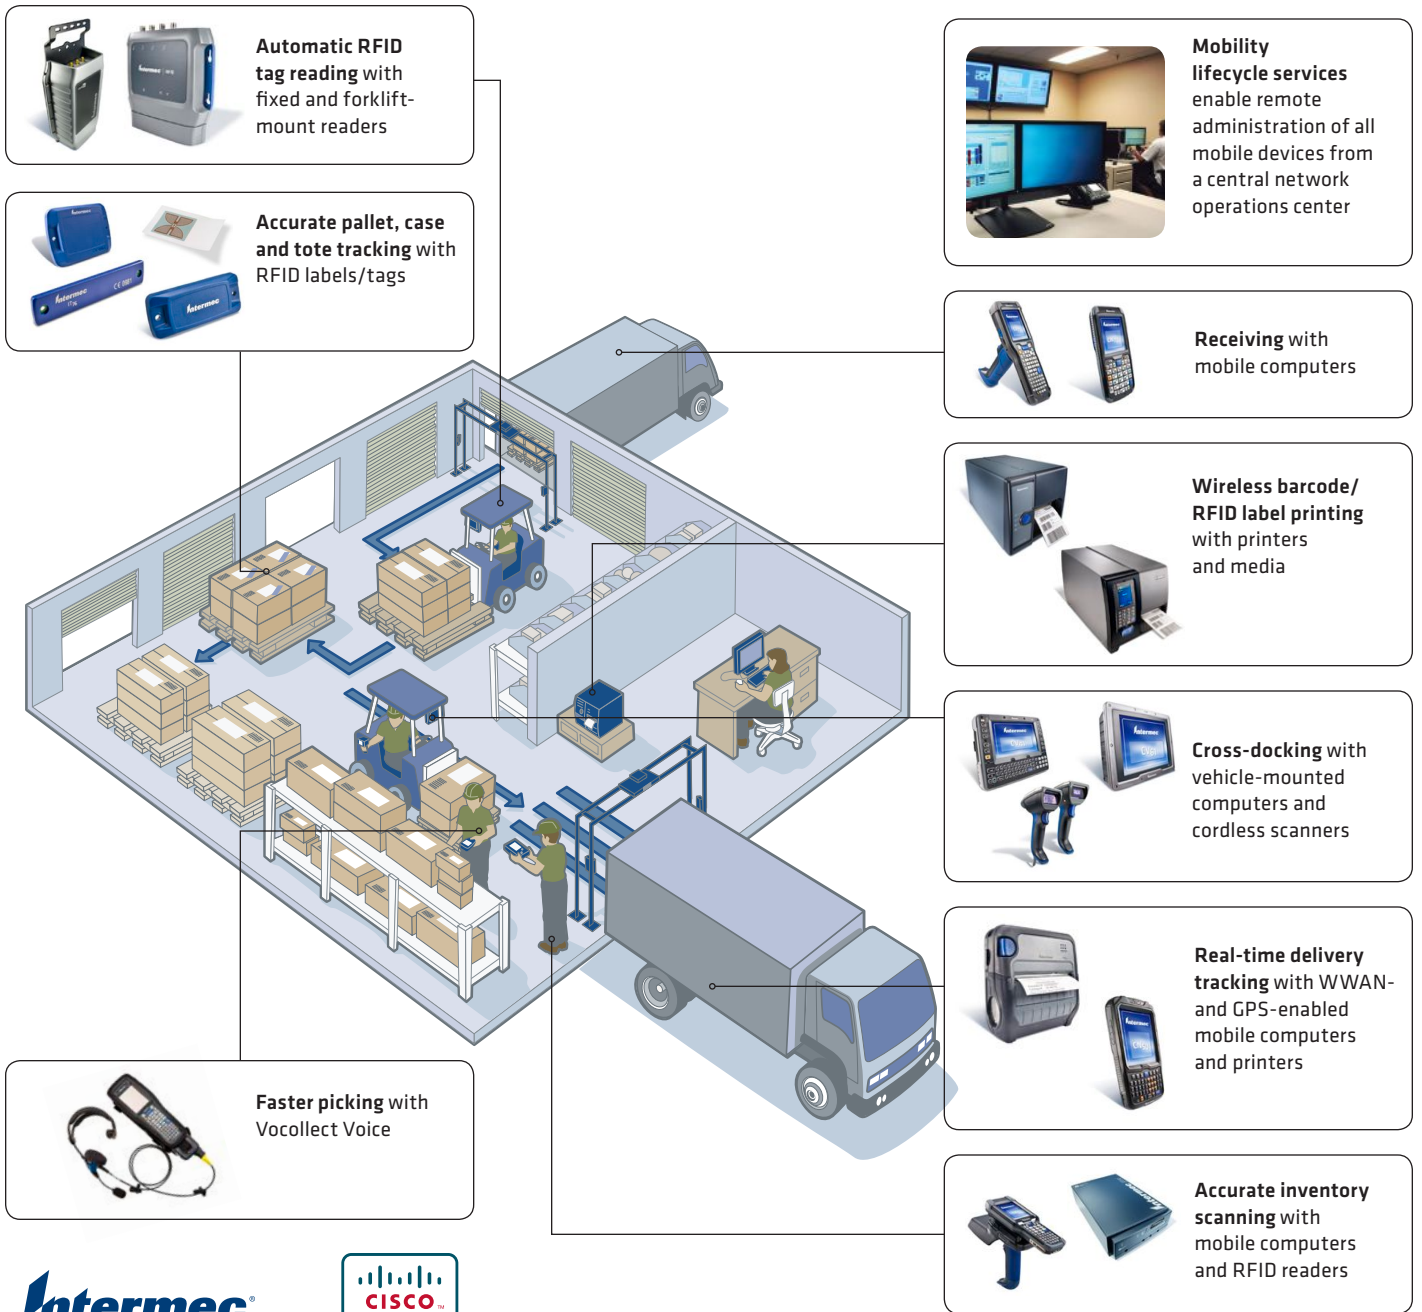 Automatic RFID
tag reading with
fixed and forklift-
mount readers
Accurate pallet, case
and tote tracking with
RFID labels/tags
Mobility
lifecycle services
enable remote
administration of all
mobile devices from
a central network
operations center
Receiving with
mobile computers
Wireless barcode/
RFID label printing
with printers
and media
Cross-docking with
vehicle-mounted
computers and
cordless scanners
Real-time delivery
tracking with WWAN-
and GPS-enabled
mobile computers
and printers
Faster picking with
Vocollect Voice
Accurate inventory
scanning with
mobile computers
and RFID readers
Intermec®
CISCO™